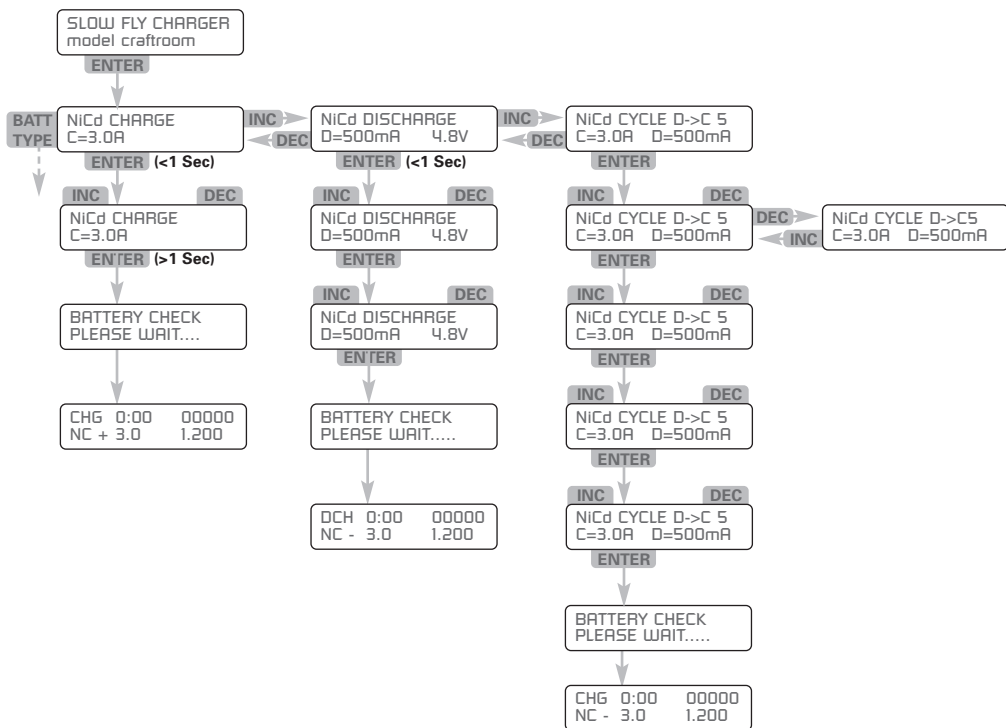 SLOW FLY CHARGER
model craftroom
ENTER
BATT
TYPE
NiCd CHARGE
C=3.0A
INC
DEC
NiCd DISCHARGE
D=500mA 4.8V
INC
DEC
NiCd CYCLE D->C 5
C=3.0A D=500mA
ENTER (<1 Sec)
ENTER (<1 Sec)
ENTER
INC DEC
NiCd CHARGE
C=3.0A
INC DEC
NiCd DISCHARGE
D=500mA 4.8V
INC DEC
NiCd CYCLE D->C 5
C=3.0A D=500mA
DEC
INC
NiCd CYCLE D->C5
C=3.0A D=500mA
ENTER (>1 Sec)
ENTER
ENTER
BATTERY CHECK
PLEASE WAIT....
INC DEC
NiCd DISCHARGE
D=500mA 4.8V
INC DEC
NiCd CYCLE D->C 5
C=3.0A D=500mA
ENTER
ENTER
CHG 0:00 00000
NC + 3.0 1.200
BATTERY CHECK
PLEASE WAIT.....
INC DEC
NiCd CYCLE D->C 5
C=3.0A D=500mA
ENTER
DCH 0:00 00000
NC - 3.0 1.200
INC DEC
NiCd CYCLE D->C 5
C=3.0A D=500mA
ENTER
BATTERY CHECK
PLEASE WAIT.....
CHG 0:00 00000
NC - 3.0 1.200